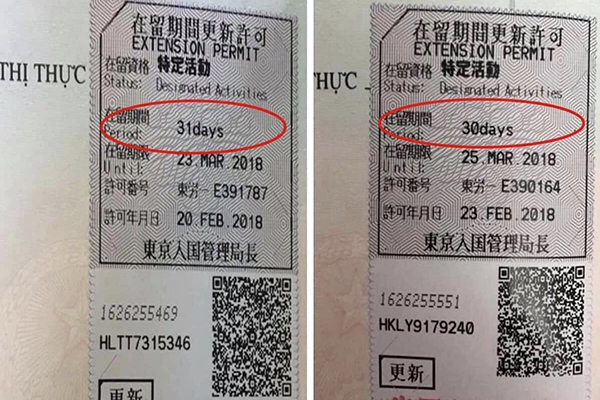 THỊ THỰC
在留期間更新許可
EXTENSION PERMIT
在留資格 特定活動
Status: Designated Activities
在留期間
Period: 31days
在留期限 23.MAR.2018
Until:
許可番号 東労－E391787
許可年月日 20.FEB.2018
東京入国管理局長
1626255469
HLTT7315346
更新
HỰC
在留期間更新許可
EXTENSION PERMIT
在留資格 特定活動
Status: Designated Activities
在留期間
Period: 30days
在留期限 25.MAR.2018
Until:
許可番号 東労－E390164
許可年月日 23.FEB.2018
東京入国管理局長
1626255551
HKLY9179240
更新